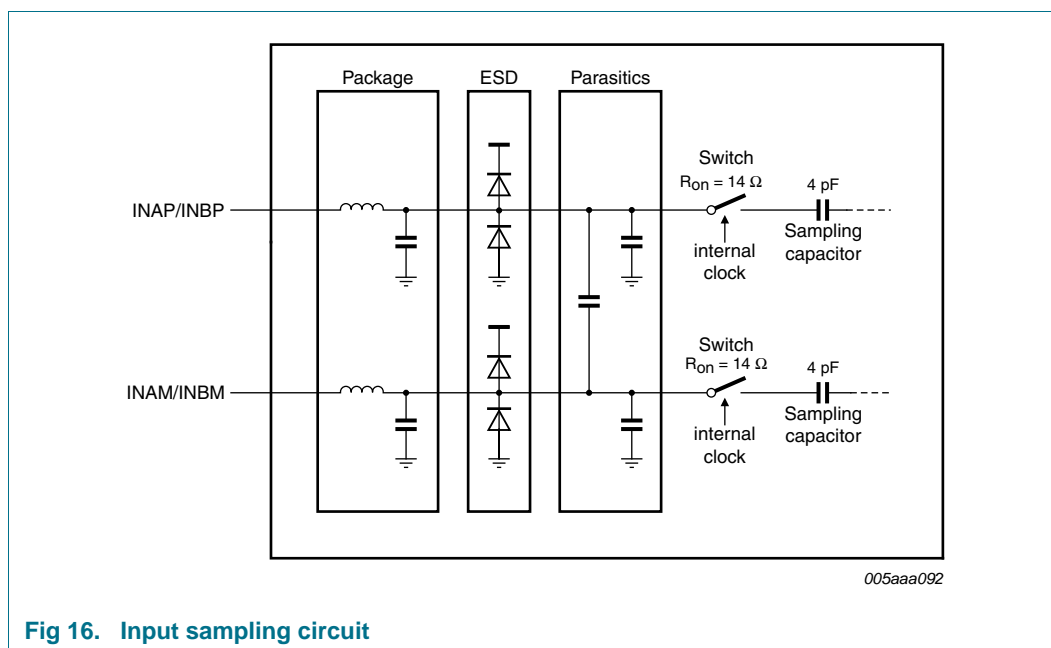 Package ESD Parasitics
Switch
Ron = 14 Ω
4 pF
INAP/INBP
internal
clock
Sampling
capacitor
Switch
Ron = 14 Ω
4 pF
INAM/INBM
internal
clock
Sampling
capacitor
005aaa092
Fig 16. Input sampling circuit